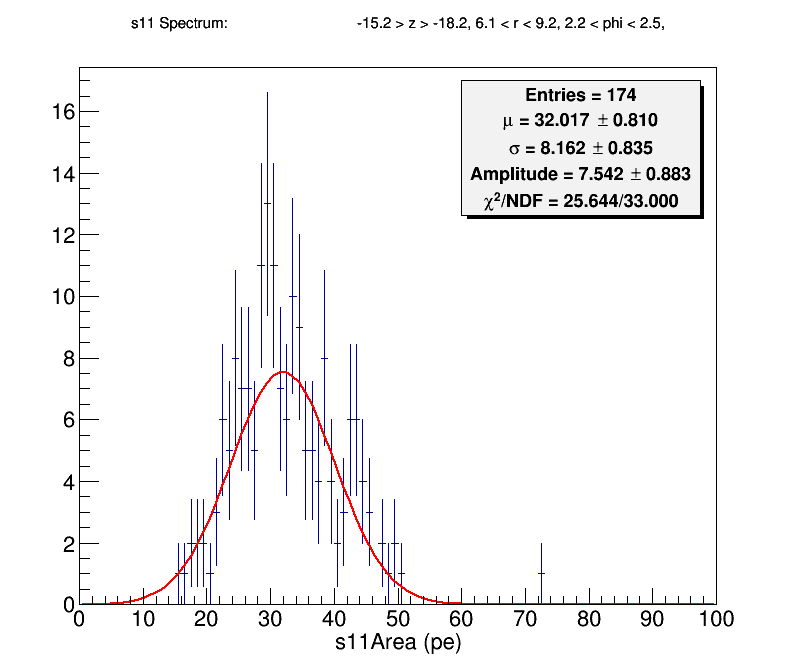 s11 Spectrum: -15.2 > z > -18.2, 6.1 < r < 9.2, 2.2 < phi < 2.5,
Entries = 174
μ = 32.017 ± 0.810
σ = 8.162 ± 0.835
Amplitude = 7.542 ± 0.883
χ²/NDF = 25.644/33.000
16
14
12
10
8
6
4
2
0
0 10 20 30 40 50 60 70 80 90 100
s11Area (pe)